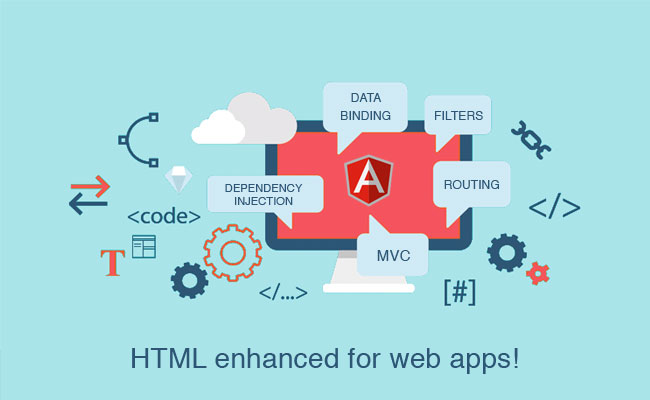 DATA
BINDING
FILTERS
DEPENDENCY
INJECTION
ROUTING
A
<code>
</>
T
MVC
</...>
[#]
HTML enhanced for web apps!